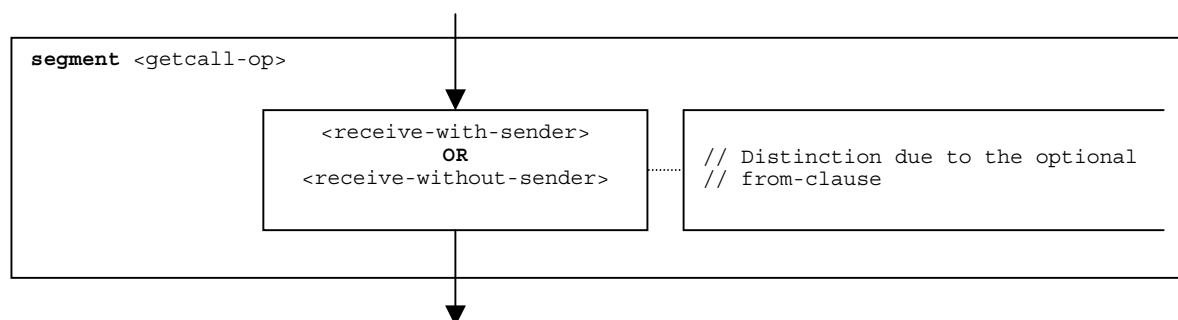 segment <getcall-op>
<receive-with-sender>
OR
<receive-without-sender>
// Distinction due to the optional
// from-clause